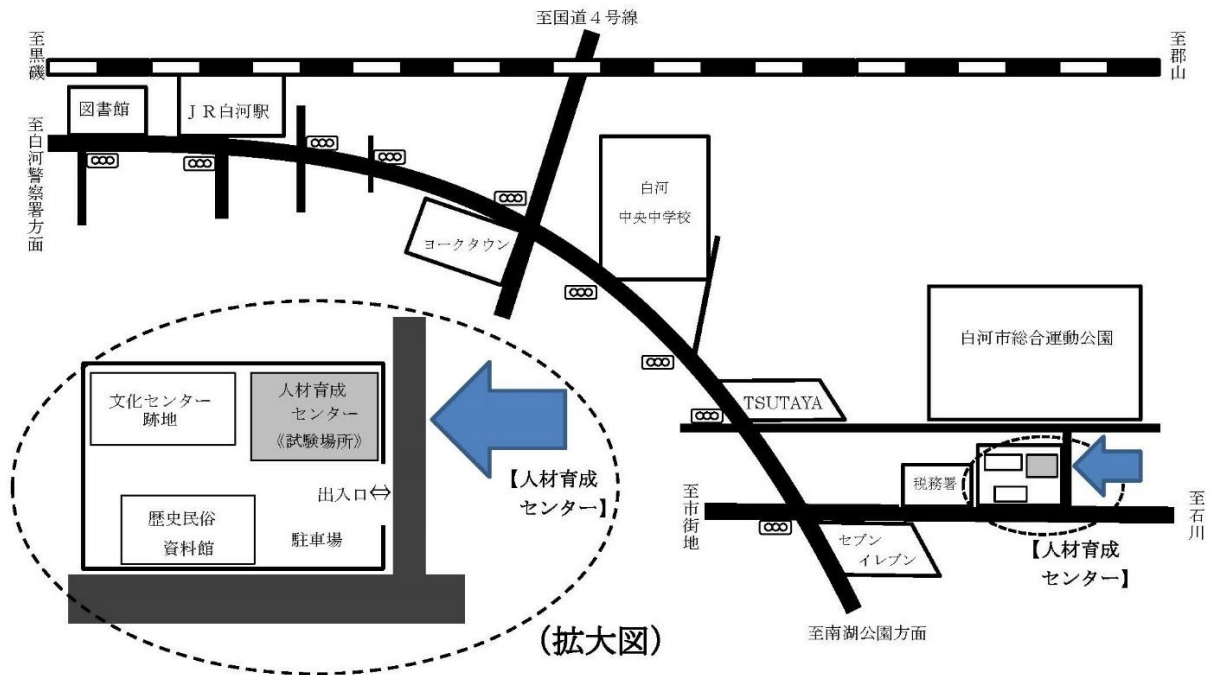 至国道４号線
至黒磯
至郡山
図書館
ＪＲ白河駅
至白河警察署方面
白河
中央中学校
ヨークタウン
白河市総合運動公園
TSUTAYA
文化センター
跡地
人材育成
センター
《試験場所》
【人材育成
センター】
出入口⇔
歴史民俗
資料館
駐車場
税務署
至市街地
至石川
セブン
イレブン
【人材育成
センター】
至南湖公園方面
(拡大図)